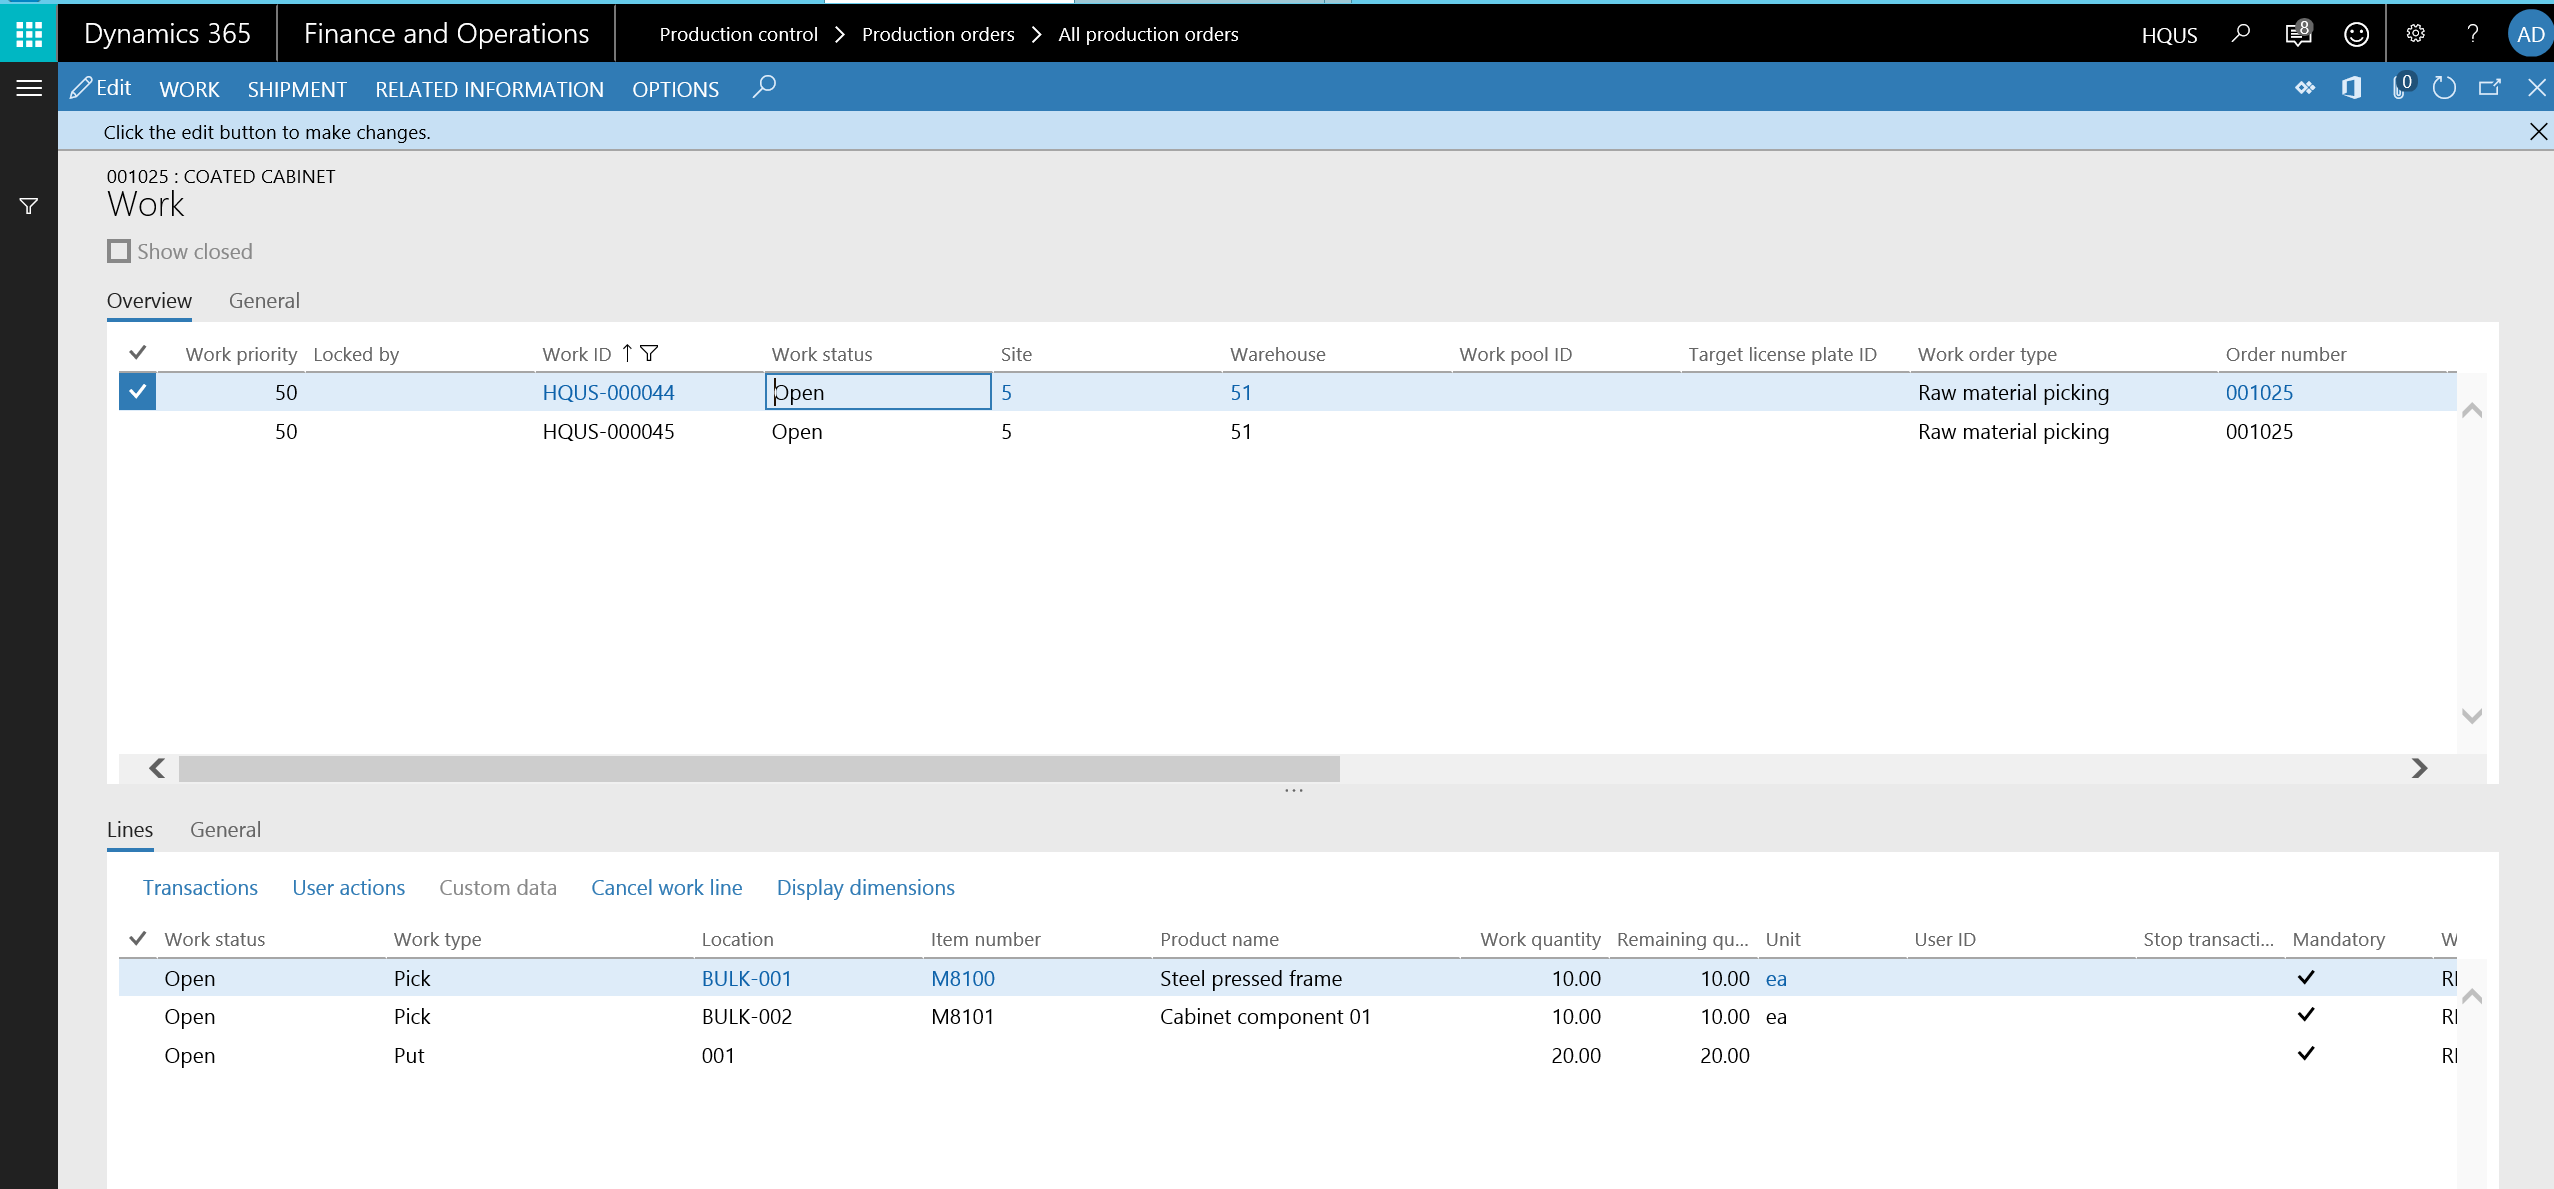 Dynamics 365 Finance and Operations Production control Production orders All production orders HQUS 8 ? AD
Edit WORK SHIPMENT RELATED INFORMATION OPTIONS 0
Click the edit button to make changes.
001025 : COATED CABINET
Work
Show closed
Overview General
Work priority Locked by Work ID Work status Site Warehouse Work pool ID Target license plate ID Work order type Order number
50 HQUS-000044 Open 5 51 Raw material picking 001025
50 HQUS-000045 Open 5 51 Raw material picking 001025
...
Lines General
Transactions User actions Custom data Cancel work line Display dimensions
Work status Work type Location Item number Product name Work quantity Remaining qu... Unit User ID Stop transacti... Mandatory W
Open Pick BULK-001 M8100 Steel pressed frame 10.00 10.00 ea
Open Pick BULK-002 M8101 Cabinet component 01 10.00 10.00 ea
Open Put 001 20.00 20.00